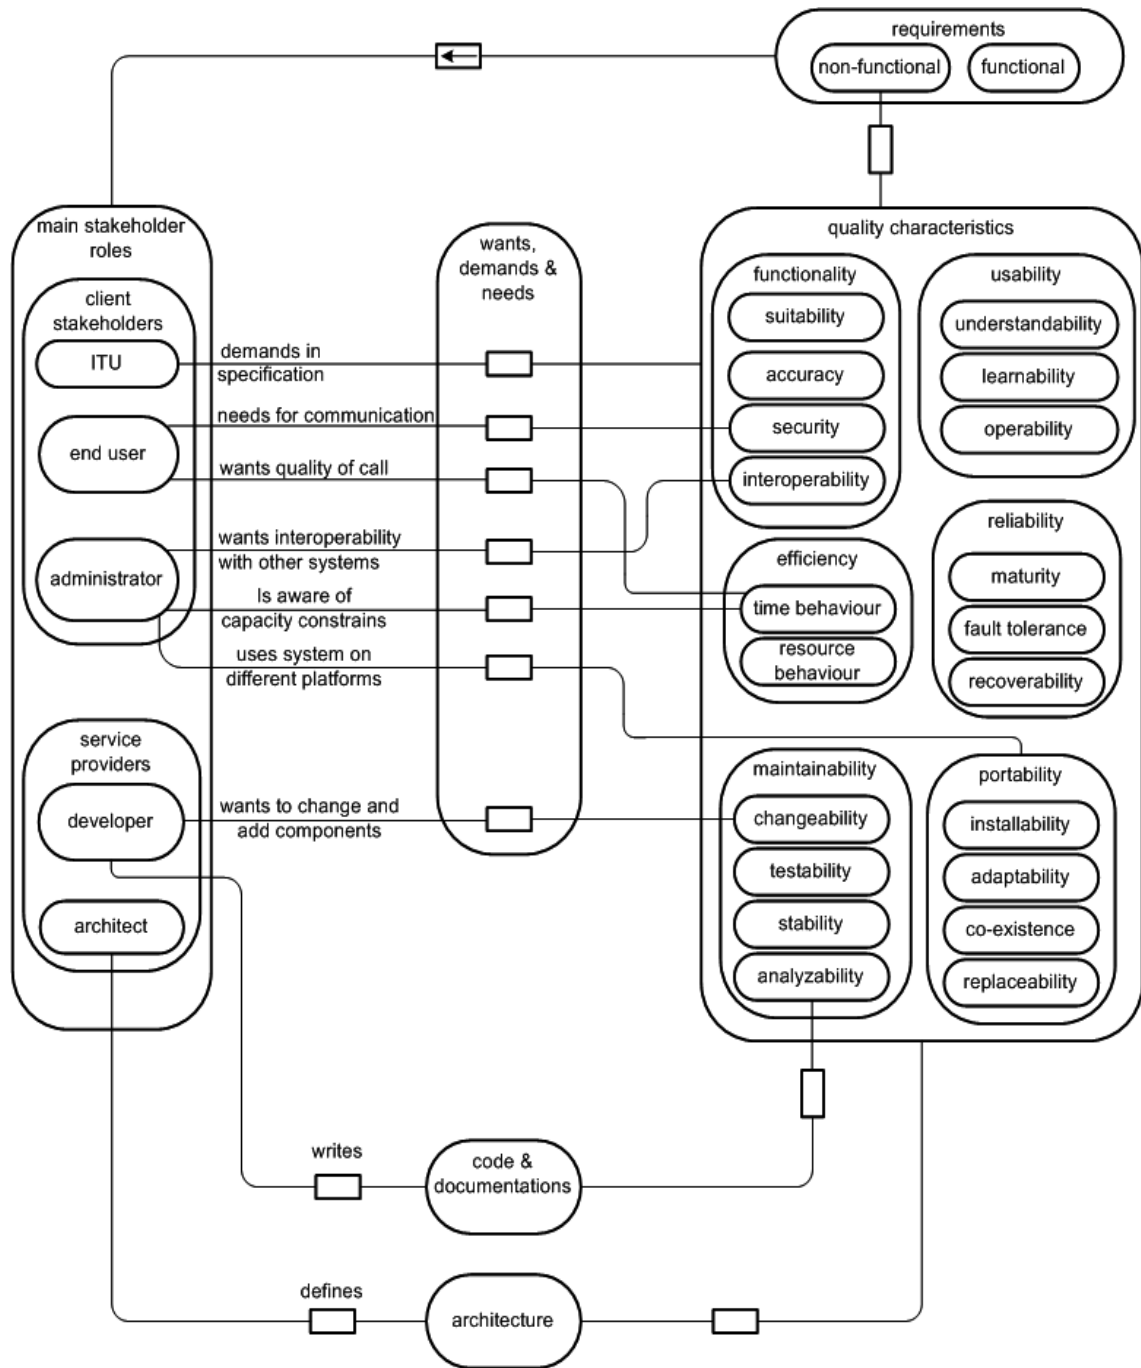 requirements
non-functional
functional
main stakeholder
roles
client
stakeholders
ITU
end user
administrator
service
providers
developer
architect
wants,
demands &
needs
demands in
specification
needs for communication
wants quality of call
wants interoperability
with other systems
Is aware of
capacity constrains
uses system on
different platforms
wants to change and
add components
quality characteristics
functionality
suitability
accuracy
security
interoperability
usability
understandability
learnability
operability
efficiency
time behaviour
resource
behaviour
reliability
maturity
fault tolerance
recoverability
maintainability
changeability
testability
stability
analyzability
portability
installability
adaptability
co-existence
replaceability
writes
code &
documentations
defines
architecture